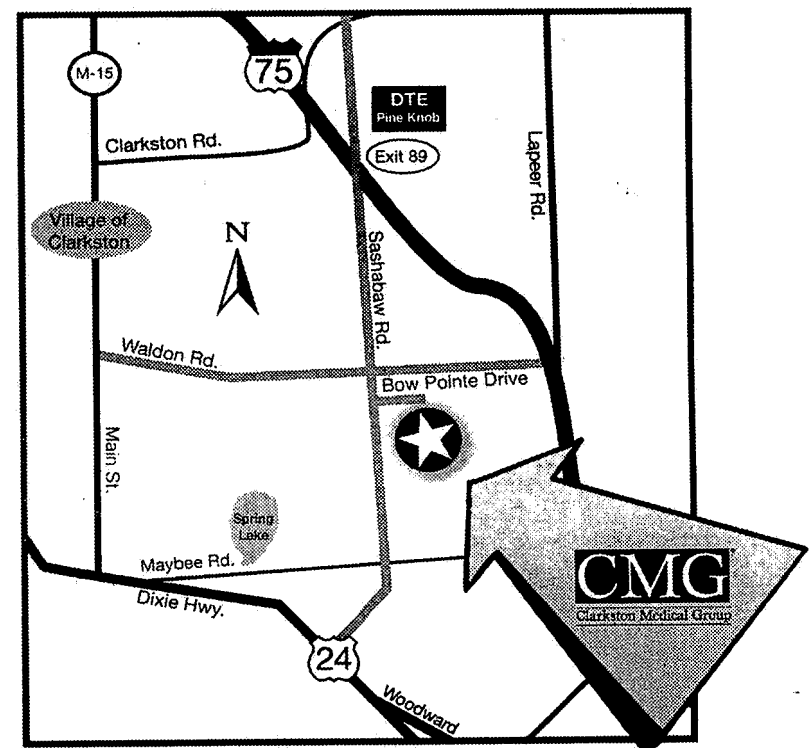 M-15
75
DTE
Pine Knob
Clarkston Rd.
Exit 89
Lapeer Rd.
Village of
Clarkston
N
Sashabaw Rd.
Waldon Rd.
Bow Pointe Drive
Main St.
Spring
Lake
Maybee Rd.
Dixie Hwy.
CMG
Clarkston Medical Group
24
Woodward